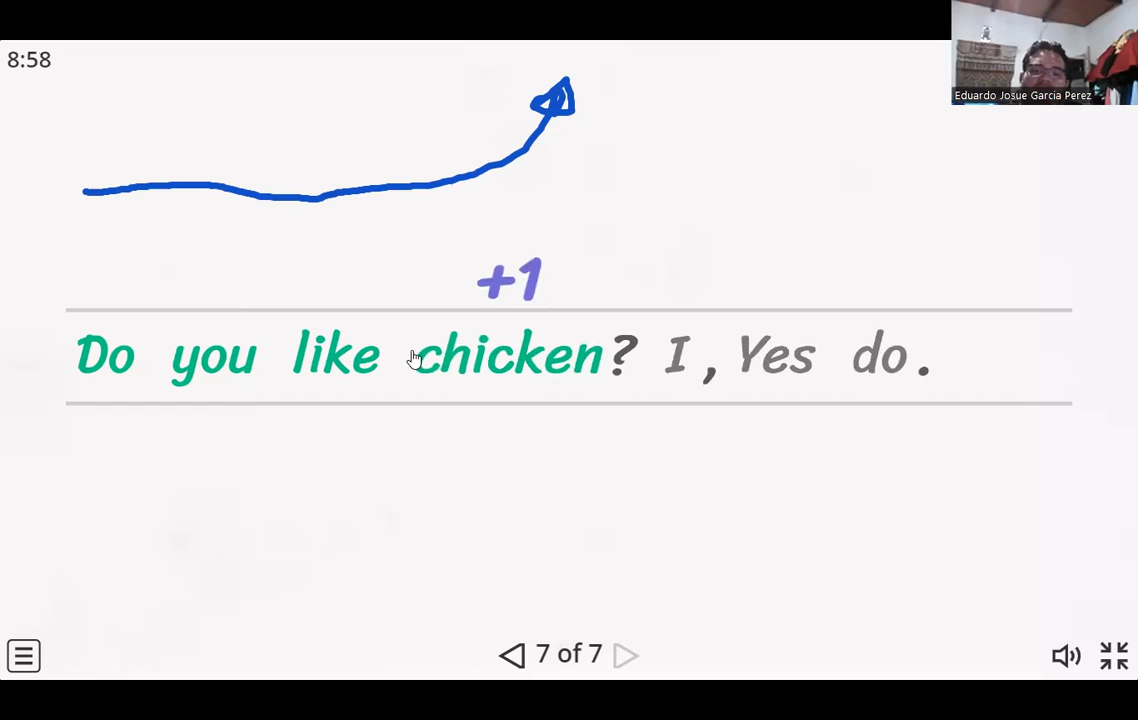 8:58
Eduardo Josue Garcia Perez
+1
Do you like chicken? I, Yes do.
7 of 7